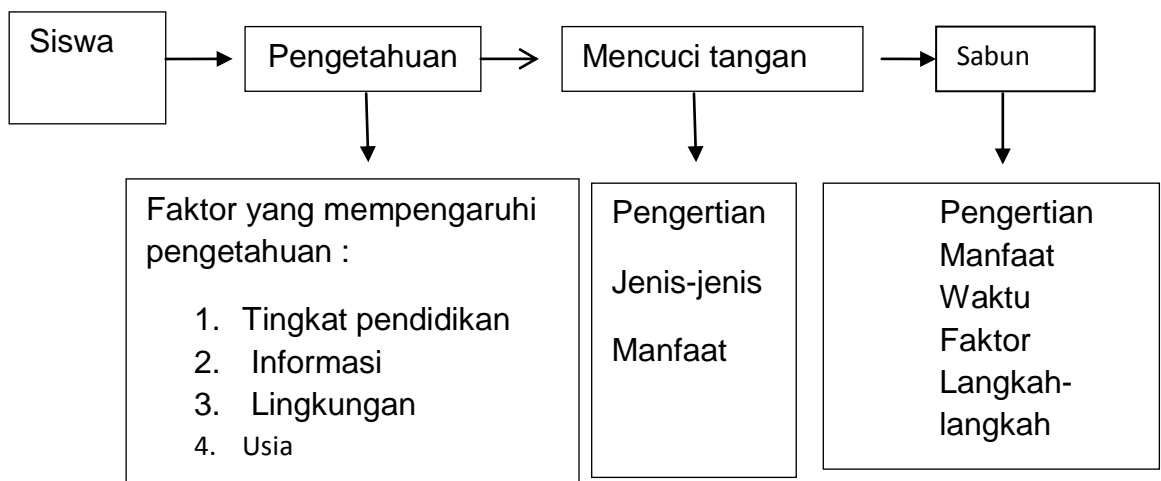 Siswa
Pengetahuan
Mencuci tangan
Sabun
Faktor yang mempengaruhi
pengetahuan :
1. Tingkat pendidikan
2. Informasi
3. Lingkungan
4. Usia
Pengertian
Jenis-jenis
Manfaat
Pengertian
Manfaat
Waktu
Faktor
Langkah-
langkah